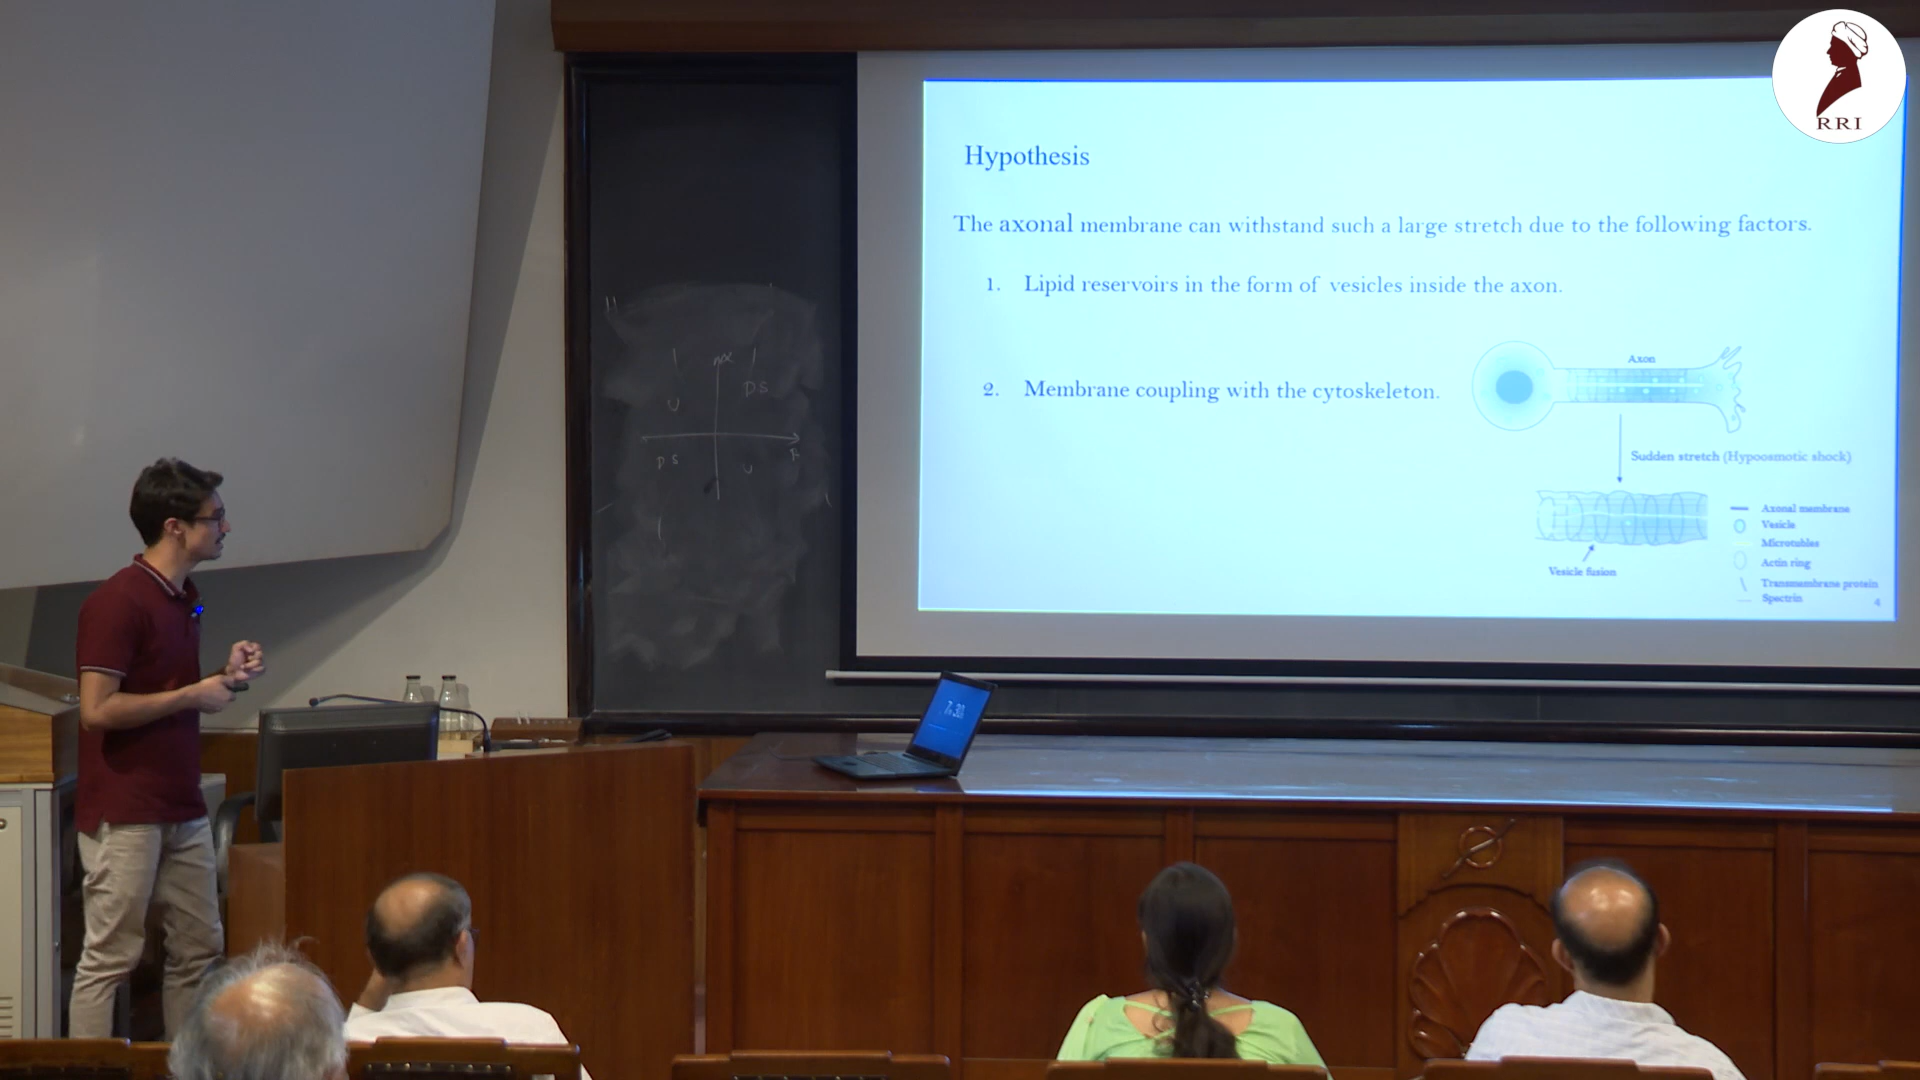 RRI
Hypothesis
The axonal membrane can withstand such a large stretch due to the following factors.
1. Lipid reservoirs in the form of vesicles inside the axon.
2. Membrane coupling with the cytoskeleton.
Axon
Sudden stretch (Hypoosmotic shock)
Vesicle fusion
Axonal membrane
Vesicle
Microtubles
Actin ring
Transmembrane protein
Spectrin
4
U
DS
DS
U